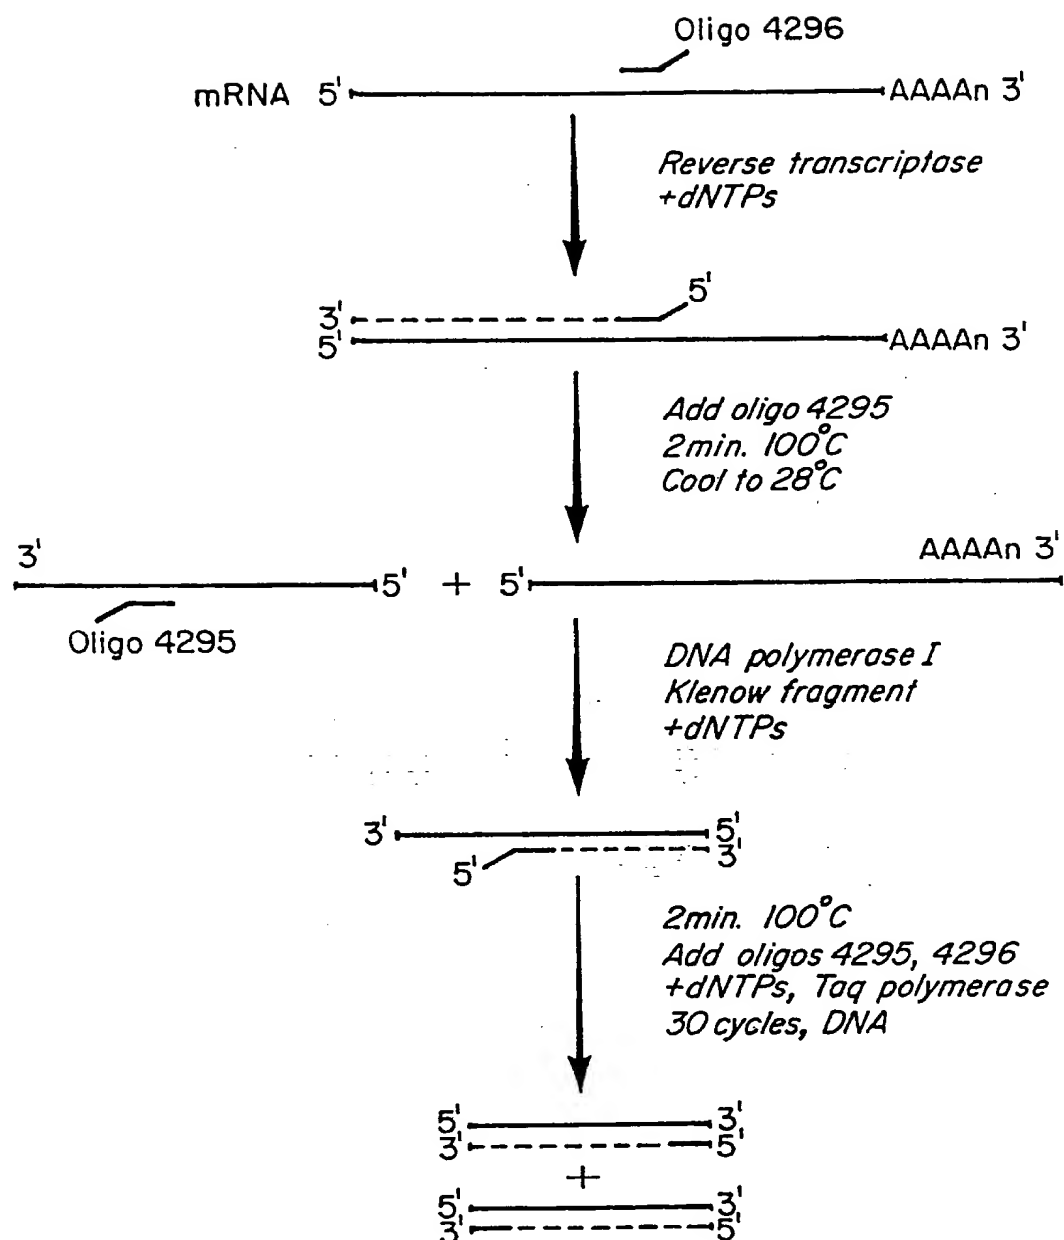 Oligo 4296
mRNA 5' AAAAn 3'
Reverse transcriptase
+dNTPs
5'
3'
5' AAAAn 3'
Add oligo 4295
2min. 100°C
Cool to 28°C
3' AAAAn 3'
5' + 5'
Oligo 4295
DNA polymerase I
Klenow fragment
+dNTPs
3' 5'
5' 3'
2min. 100°C
Add oligos 4295, 4296
+dNTPs, Taq polymerase
30 cycles, DNA
5' 3'
3' 5'
+
5' 3'
3' 5'